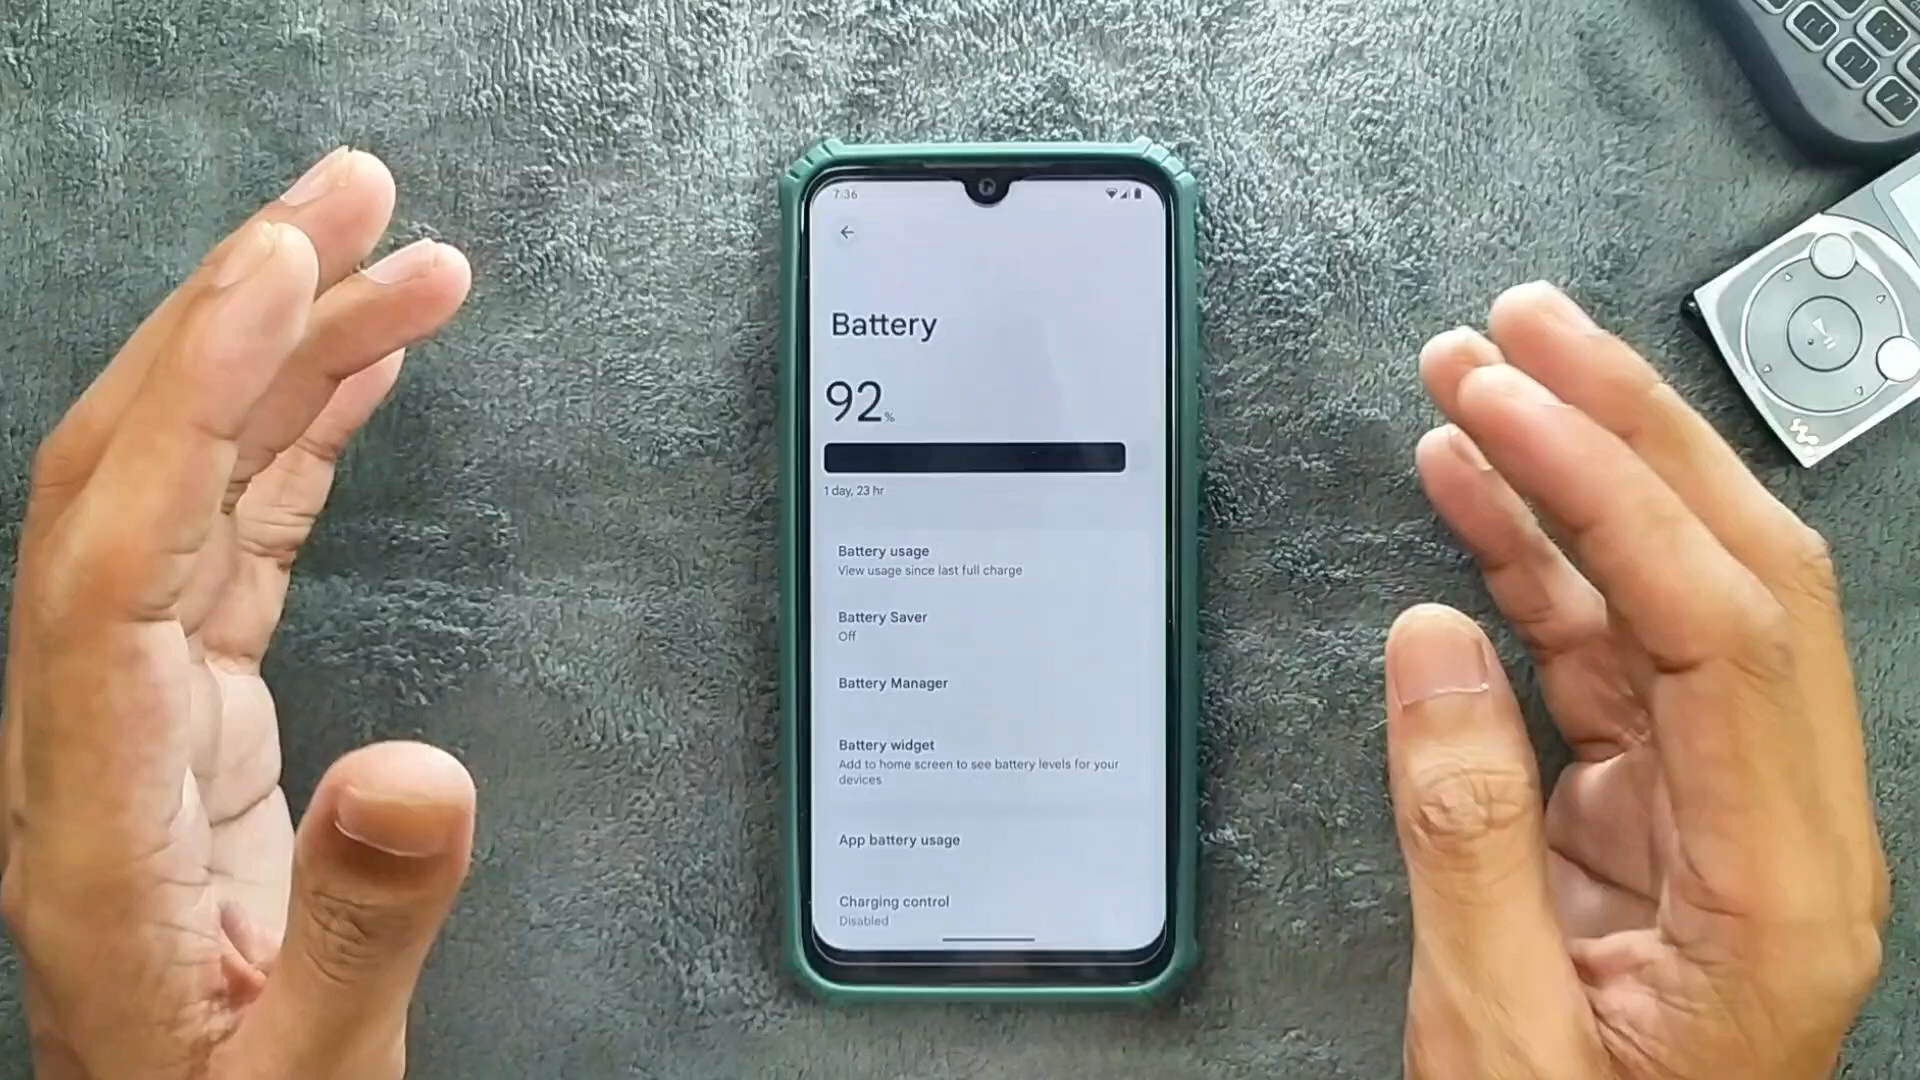 7:36
Battery
92%
1 day, 23 hr
Battery usage
View usage since last full charge
Battery Saver
Off
Battery Manager
Battery widget
Add to home screen to see battery levels for your
devices
App battery usage
Charging control
Disabled